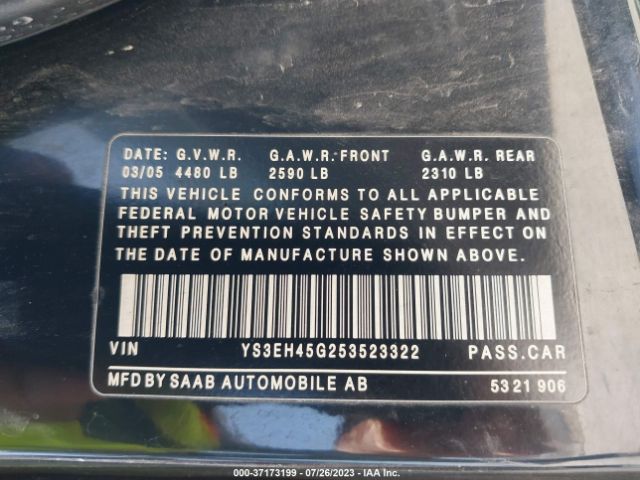 DATE: G.V.W.R. G.A.W.R. FRONT G.A.W.R. REAR
03/05 4480 LB 2590 LB 2310 LB
THIS VEHICLE CONFORMS TO ALL APPLICABLE
FEDERAL MOTOR VEHICLE SAFETY BUMPER AND
THEFT PREVENTION STANDARDS IN EFFECT ON
THE DATE OF MANUFACTURE SHOWN ABOVE.
VIN YS3EH45G253523322 PASS.CAR
MFD BY SAAB AUTOMOBILE AB 5321906
000-37173199 - 07/26/2023 - IAA Inc.